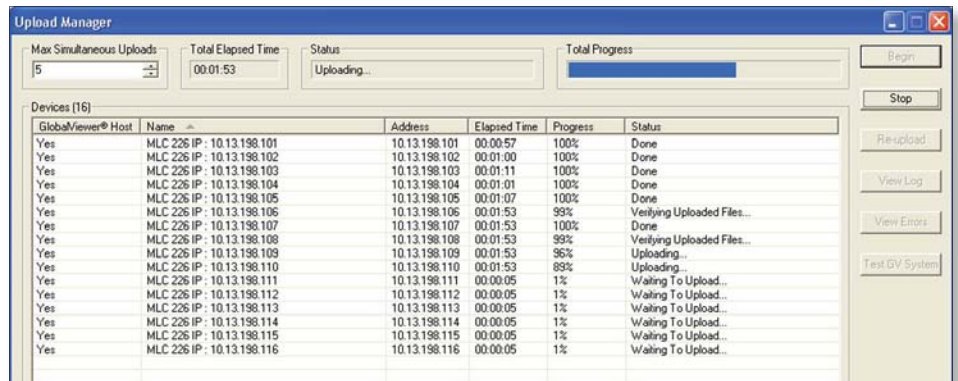 Upload Manager
Max Simultaneous Uploads Total Elapsed Time Status Total Progress
5 00:01:53 Uploading...
Begin
Stop
Re-upload
View Log
View Errors
Test GV System
Devices (16)
GlobalViewer® Host Name Address Elapsed Time Progress Status
Yes MLC 226 IP : 10.13.198.101 10.13.198.101 00:00:57 100% Done
Yes MLC 226 IP : 10.13.198.102 10.13.198.102 00:01:00 100% Done
Yes MLC 226 IP : 10.13.198.103 10.13.198.103 00:01:11 100% Done
Yes MLC 226 IP : 10.13.198.104 10.13.198.104 00:01:01 100% Done
Yes MLC 226 IP : 10.13.198.105 10.13.198.105 00:01:07 100% Done
Yes MLC 226 IP : 10.13.198.106 10.13.198.106 00:01:53 99% Verilying Uploaded Files...
Yes MLC 226 IP : 10.13.198.107 10.13.198.107 00:01:53 100% Done
Yes MLC 226 IP : 10.13.198.108 10.13.198.108 00:01:53 99% Verilying Uploaded Files...
Yes MLC 226 IP : 10.13.198.109 10.13.198.109 00:01:53 96% Uploading...
Yes MLC 226 IP : 10.13.198.110 10.13.198.110 00:01:53 89% Uploading...
Yes MLC 226 IP : 10.13.198.111 10.13.198.111 00:00:05 1% Waiting To Upload...
Yes MLC 226 IP : 10.13.198.112 10.13.198.112 00:00:05 1% Waiting To Upload...
Yes MLC 226 IP : 10.13.198.113 10.13.198.113 00:00:05 1% Waiting To Upload...
Yes MLC 226 IP : 10.13.198.114 10.13.198.114 00:00:05 1% Waiting To Upload...
Yes MLC 226 IP : 10.13.198.115 10.13.198.115 00:00:05 1% Waiting To Upload...
Yes MLC 226 IP : 10.13.198.116 10.13.198.116 00:00:05 1% Waiting To Upload...